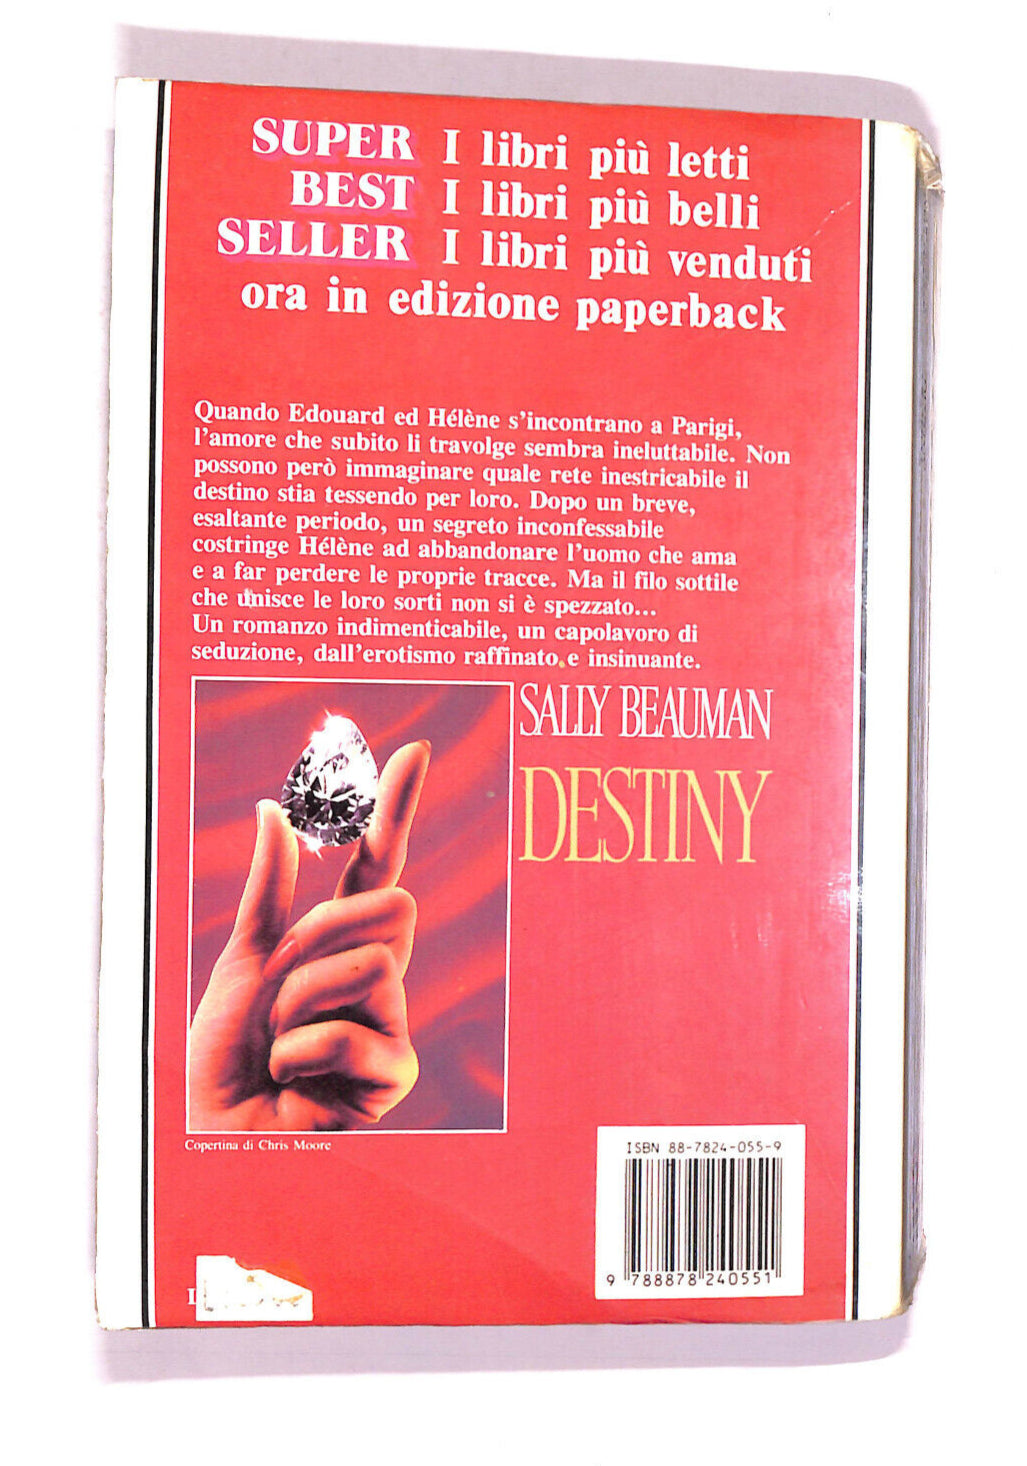 SUPER I libri più letti
BEST I libri più belli
SELLER I libri più venduti
ora in edizione paperback
Quando Edouard ed Hélène s'incontrano a Parigi,
l'amore che subito li travolge sembra ineluttabile. Non
possono però immaginare quale rete inestricabile il
destino stia tessendo per loro. Dopo un breve,
esaltante periodo, un segreto inconfessabile
costringe Hélène ad abbandonare l'uomo che ama
e a far perdere le proprie tracce. Ma il filo sottile
che unisce le loro sorti non si è spezzato...
Un romanzo indimenticabile, un capolavoro di
seduzione, dall'erotismo raffinato e insinuante.
SALLY BEAUMAN
DESTINY
Copertina di Chris Moore
ISBN 88-7824-055-9
9 788878 240551